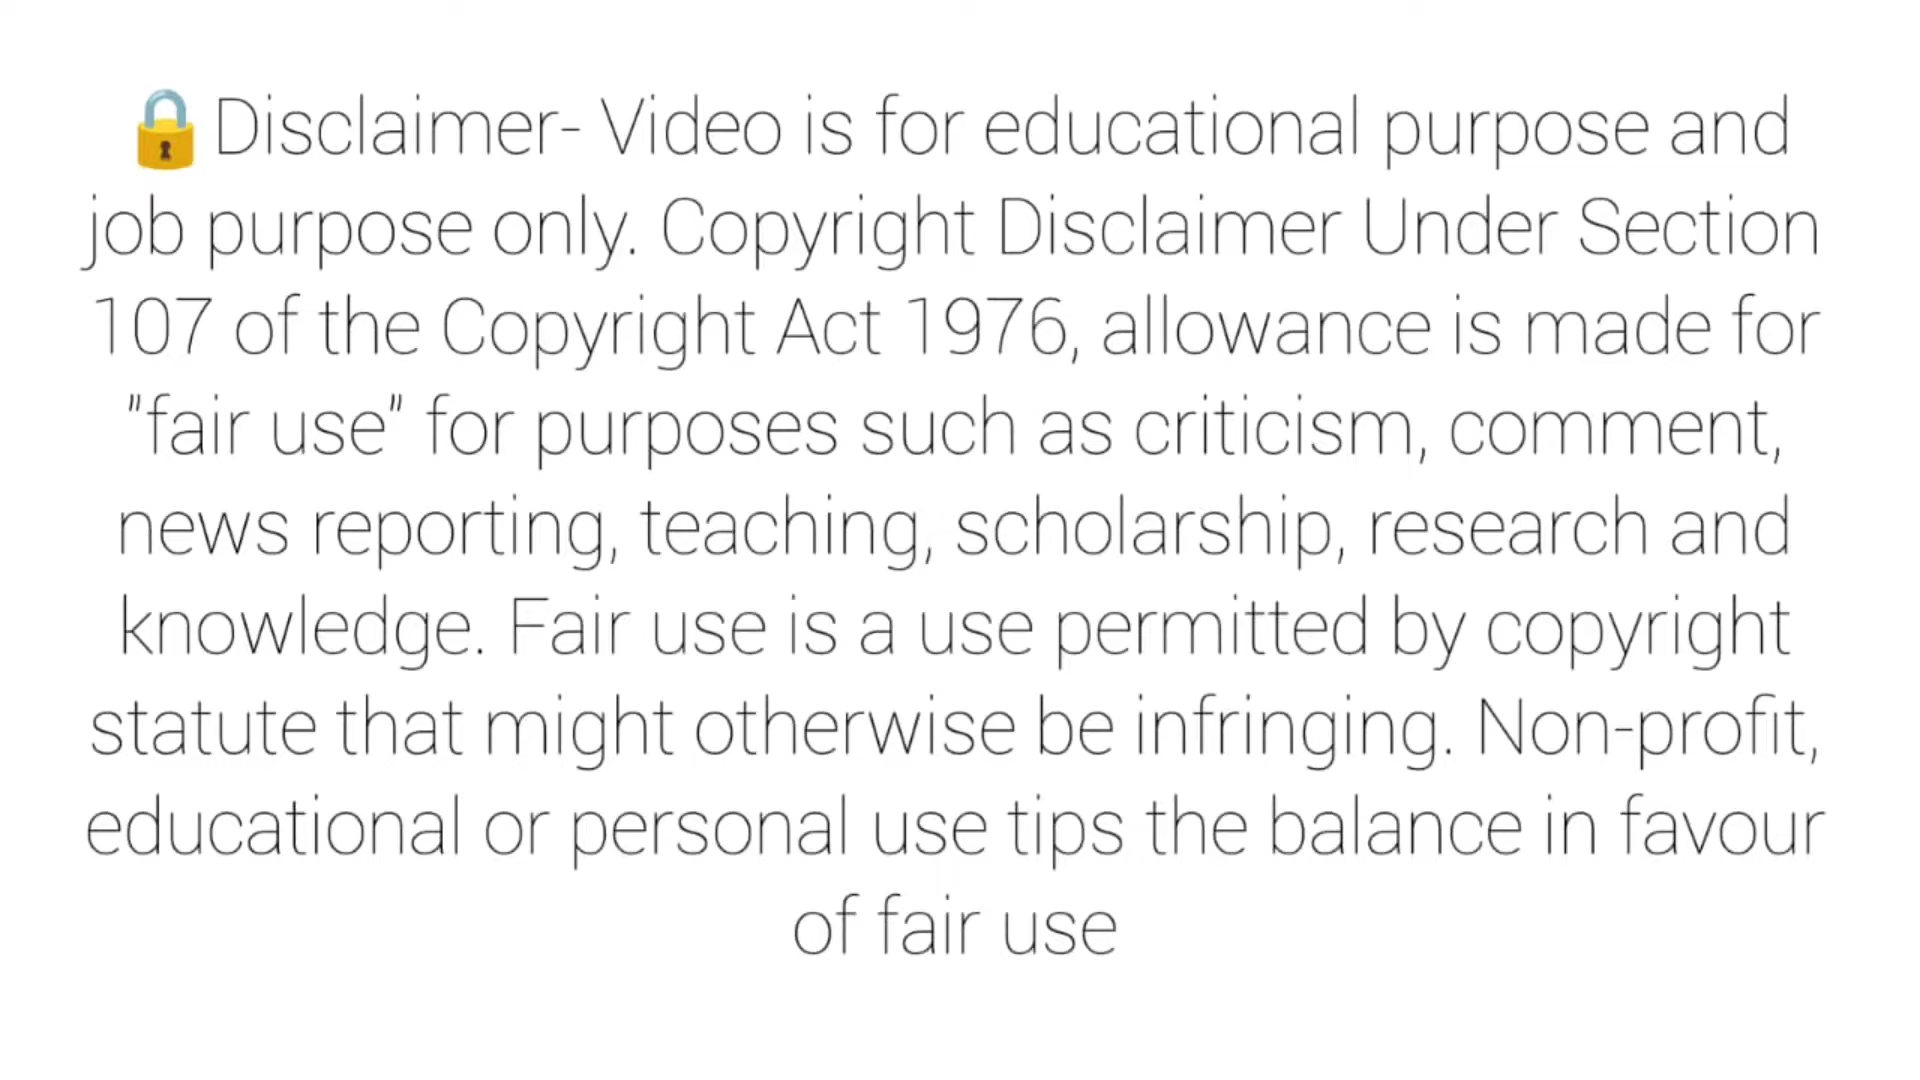 🔒Disclaimer- Video is for educational purpose and
job purpose only. Copyright Disclaimer Under Section
107 of the Copyright Act 1976, allowance is made for
"fair use" for purposes such as criticism, comment,
news reporting, teaching, scholarship, research and
knowledge. Fair use is a use permitted by copyright
statute that might otherwise be infringing. Non-profit,
educational or personal use tips the balance in favour
of fair use